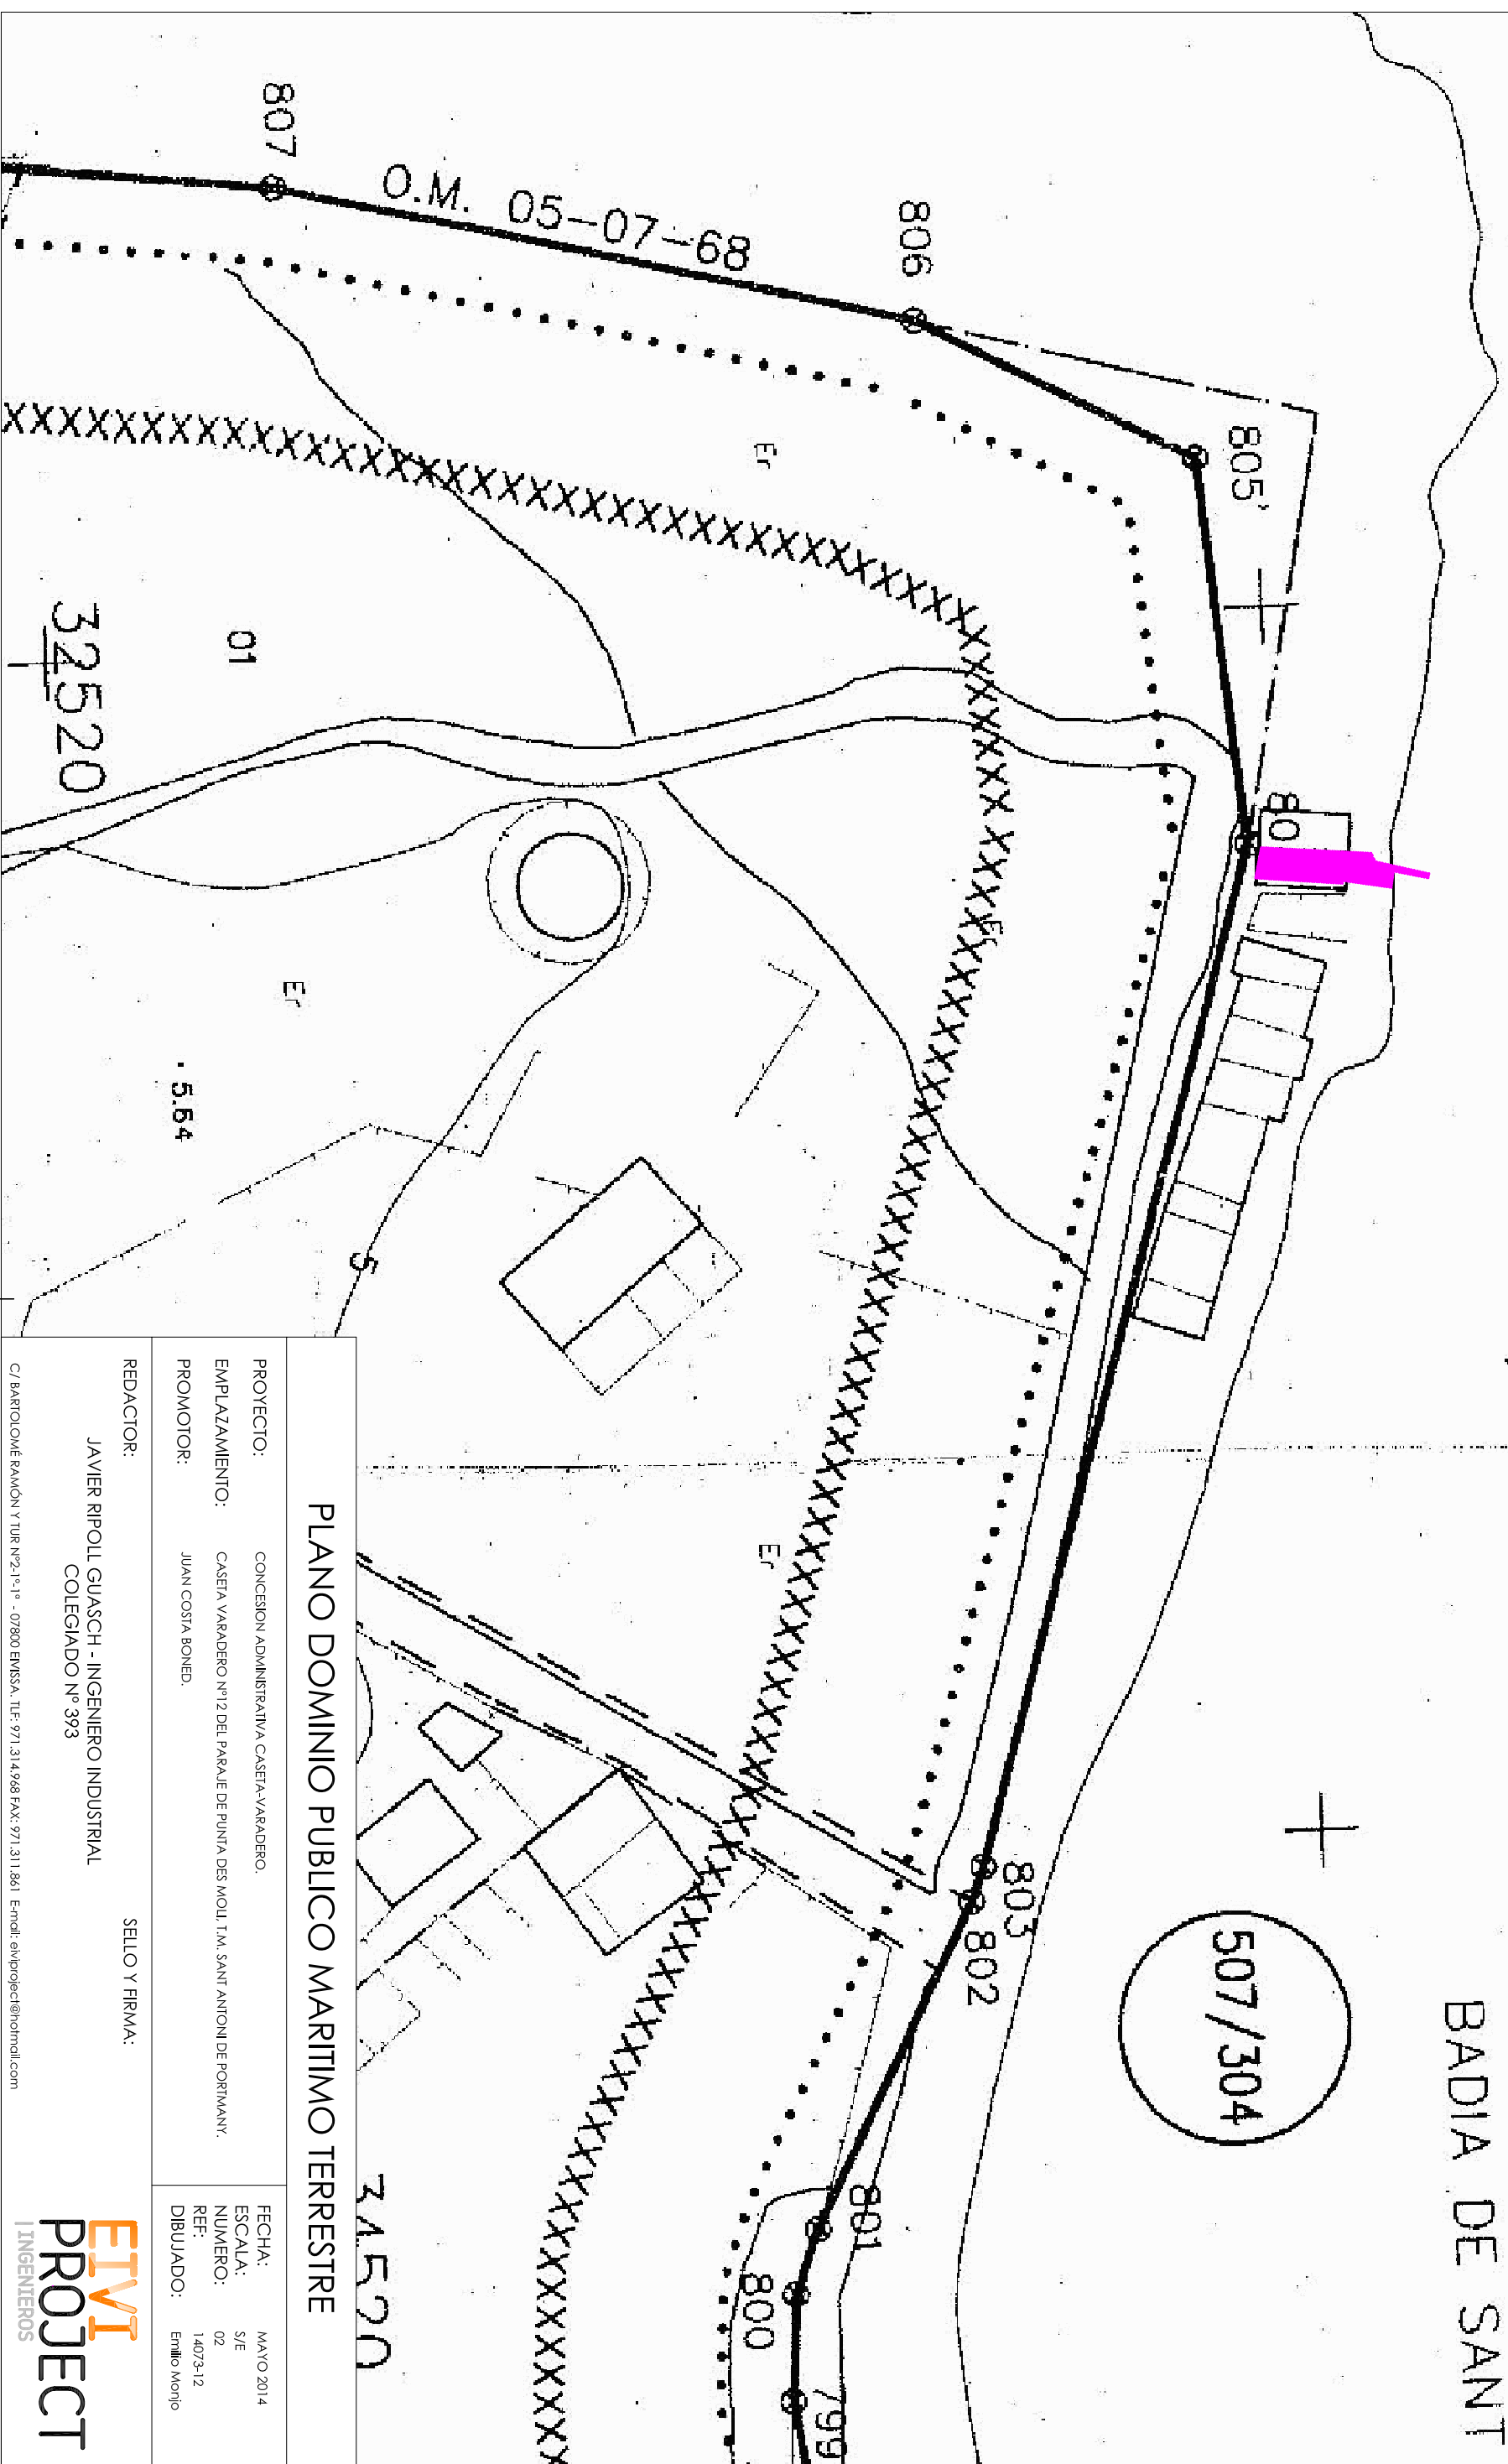 BADIA DE SANT
507/304
807
O.M. 05-07-68
806
805'
80
803
802
801
800
799
Er
Er
Er
Er
01
32520
5.64
5
34520
PLANO DOMINIO PUBLICO MARITIMO TERRESTRE
PROYECTO: CONCESION ADMINISTRATIVA CASETA-VARADERO.
EMPLAZAMIENTO: CASETA VARADERO Nº12 DEL PARAJE DE PUNTA DES MOLI, T.M. SANT ANTONI DE PORTMANY.
PROMOTOR: JUAN COSTA BONED.
FECHA: MAYO 2014
ESCALA: S/E
NUMERO: 02
REF: 14073-12
DIBUJADO: Emilio Monjo
REDACTOR:
JAVIER RIPOLL GUASCH - INGENIERO INDUSTRIAL
COLEGIADO Nº 393
SELLO Y FIRMA:
EIVI
PROJECT
| INGENIEROS
C/ BARTOLOMÉ RAMÓN Y TUR Nº2-1º-1ª - 07800 EIVISSA. TLF: 971.314.968 FAX: 971.311.861 E-mail: eiviproject@hotmail.com